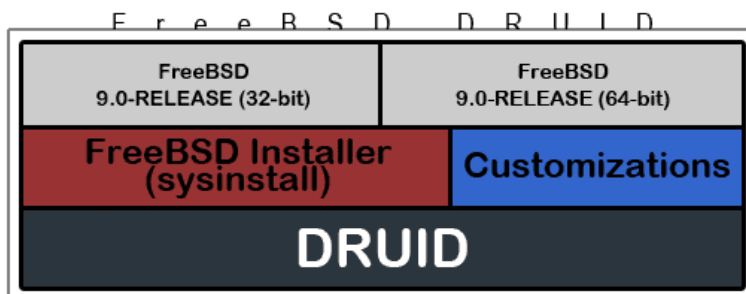 FreeBSD DRUID
FreeBSD
9.0-RELEASE (32-bit)
FreeBSD
9.0-RELEASE (64-bit)
FreeBSD Installer
(sysinstall)
Customizations
DRUID